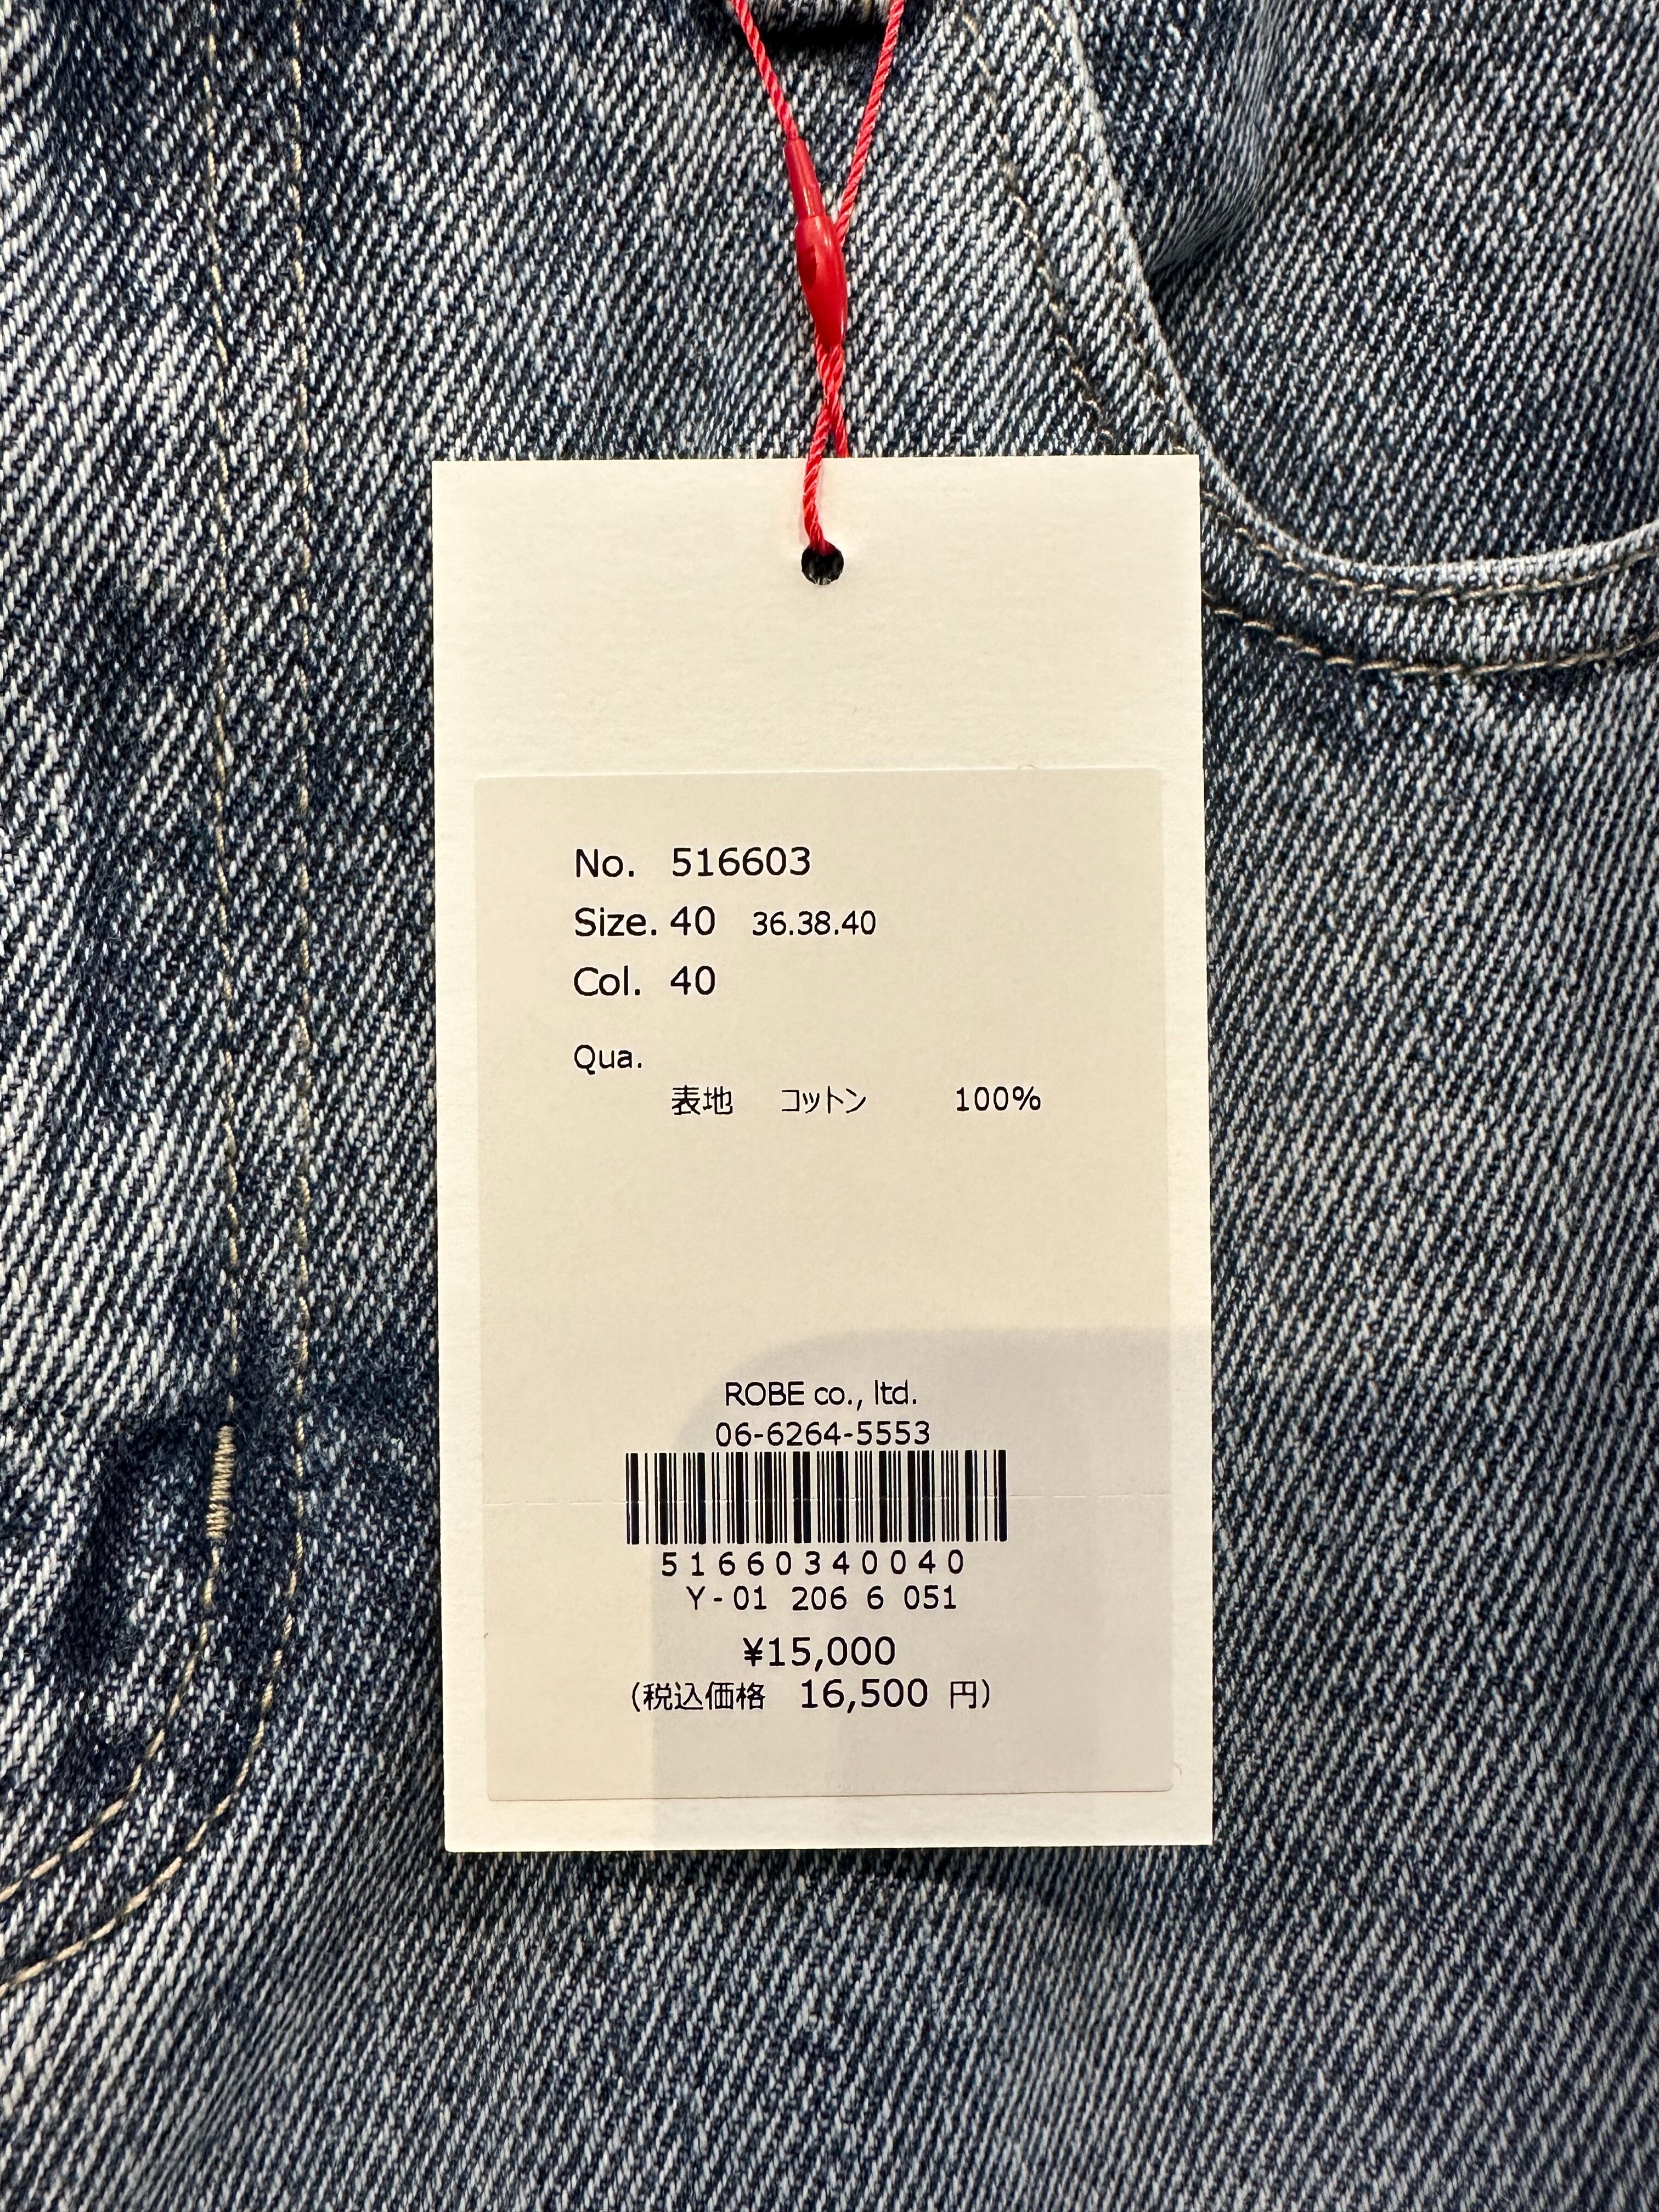 No. 516603
Size. 40 36.38.40
Col. 40
Qua.
表地 コットン 100%
ROBE co., ltd.
06-6264-5553
51660340040
Y-01 206 6 051
¥15,000
(税込価格 16,500 円)